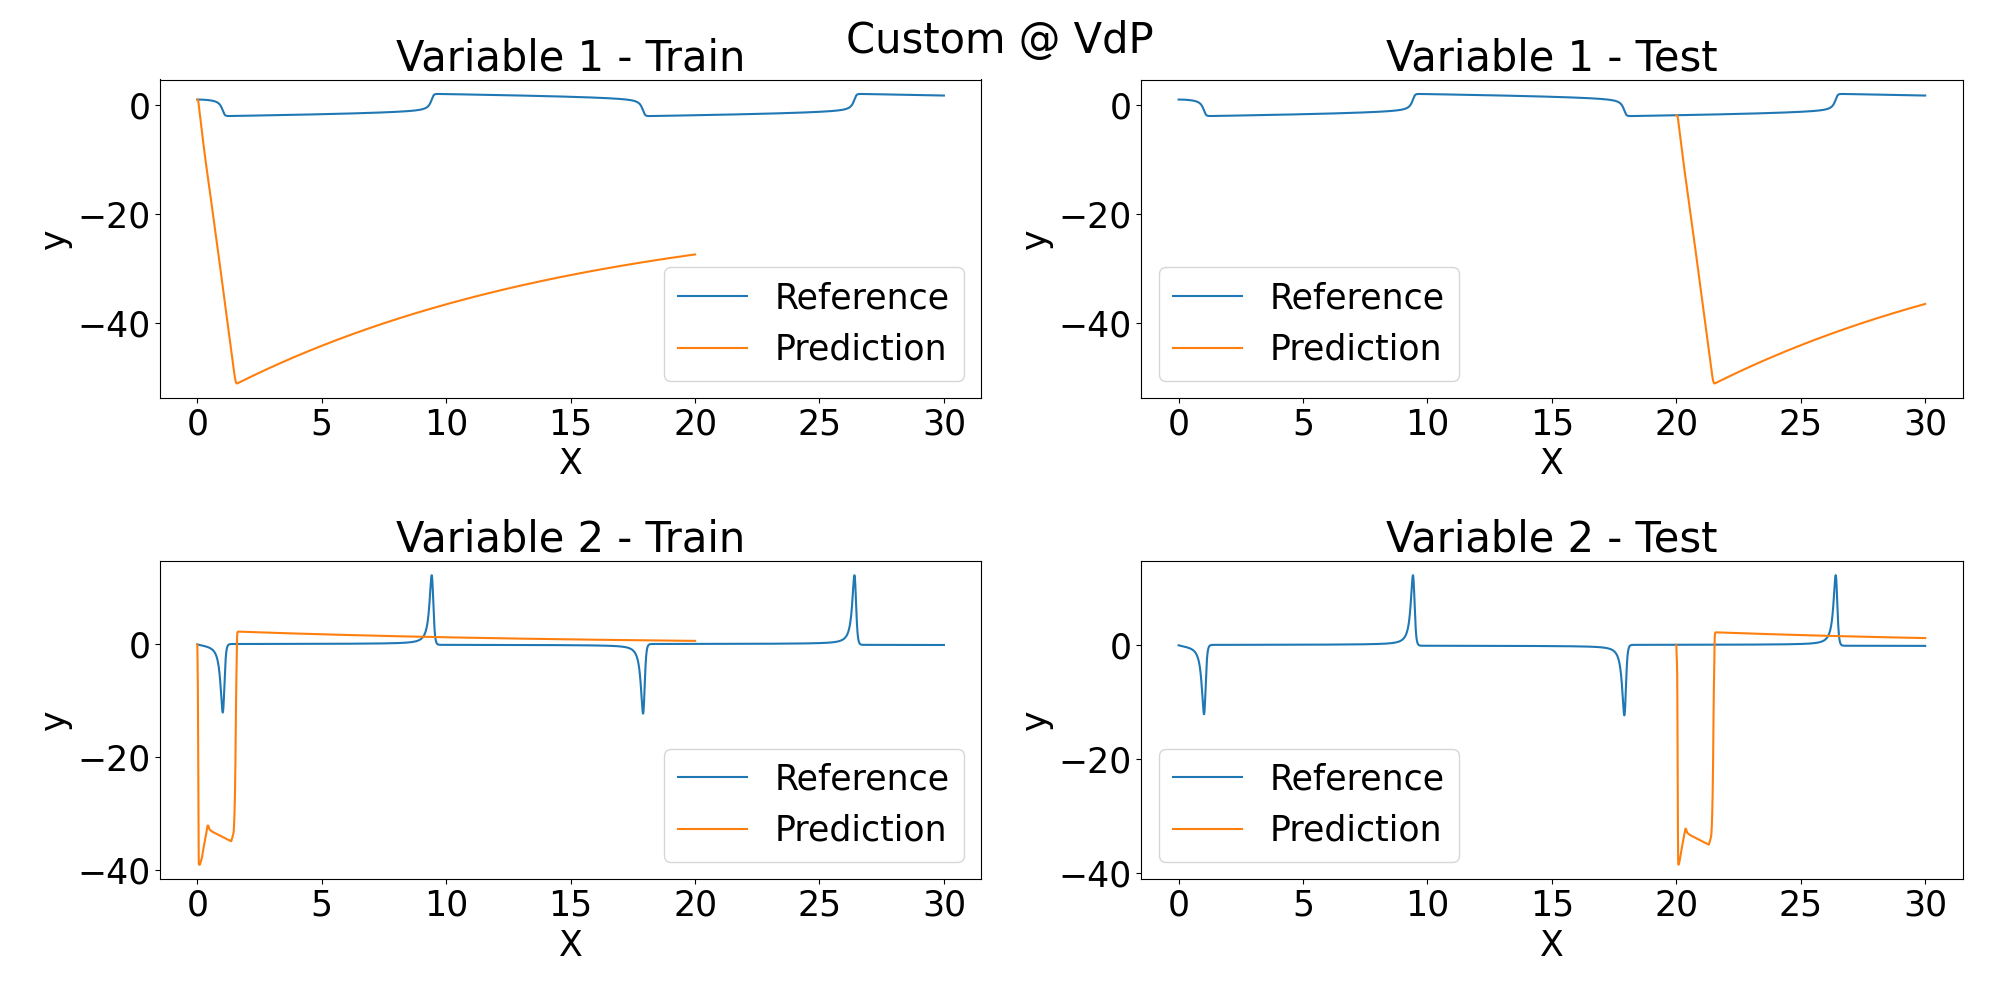 Custom @ VdP
Variable 1 - Train
0
−20
−40
y
Reference
Prediction
0 5 10 15 20 25 30
X
Variable 1 - Test
0
−20
−40
y
Reference
Prediction
0 5 10 15 20 25 30
X
Variable 2 - Train
0
−20
−40
y
Reference
Prediction
0 5 10 15 20 25 30
X
Variable 2 - Test
0
−20
−40
y
Reference
Prediction
0 5 10 15 20 25 30
X